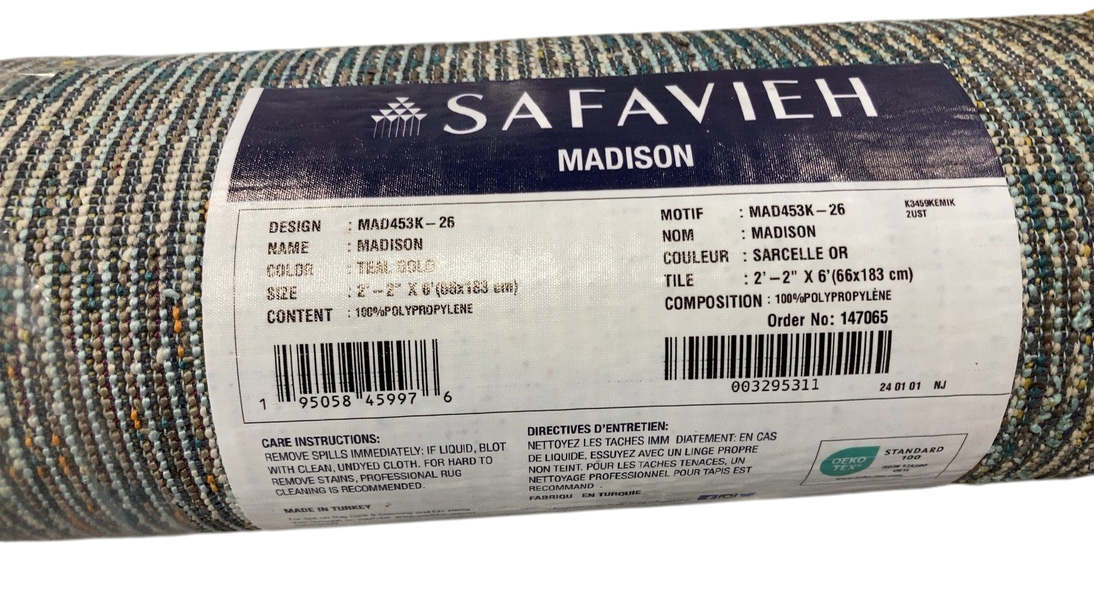 SAFAVIEH
MADISON
DESIGN : MAD453K-26
NAME : MADISON
COLOR : TEAL GOLD
SIZE : 2'-2" X 6'(66x183 cm)
CONTENT : 100%POLYPROPYLENE
1 95058 45997 6
MOTIF : MAD453K-26
NOM : MADISON
COULEUR : SARCELLE OR
TILE : 2'-2" X 6'(66x183 cm)
COMPOSITION : 100%POLYPROPYLÈNE
Order No: 147065
003295311
24 01 01 NJ
K3459KEMIK
2UST
CARE INSTRUCTIONS:
REMOVE SPILLS IMMEDIATELY: IF LIQUID, BLOT
WITH CLEAN, UNDYED CLOTH. FOR HARD TO
REMOVE STAINS, PROFESSIONAL RUG
CLEANING IS RECOMMENDED.
MADE IN TURKEY
DIRECTIVES D'ENTRETIEN:
NETTOYEZ LES TACHES IMM DIATEMENT: EN CAS
DE LIQUIDE, ESSUYEZ AVEC UN LINGE PROPRE
NON TEINT. POUR LES TACHES TENACES, UN
NETTOYAGE PROFESSIONNEL POUR TAPIS EST
RECOMMAND .
FABRIQU EN TURQUIE
OEKO
TEX
STANDARD
100